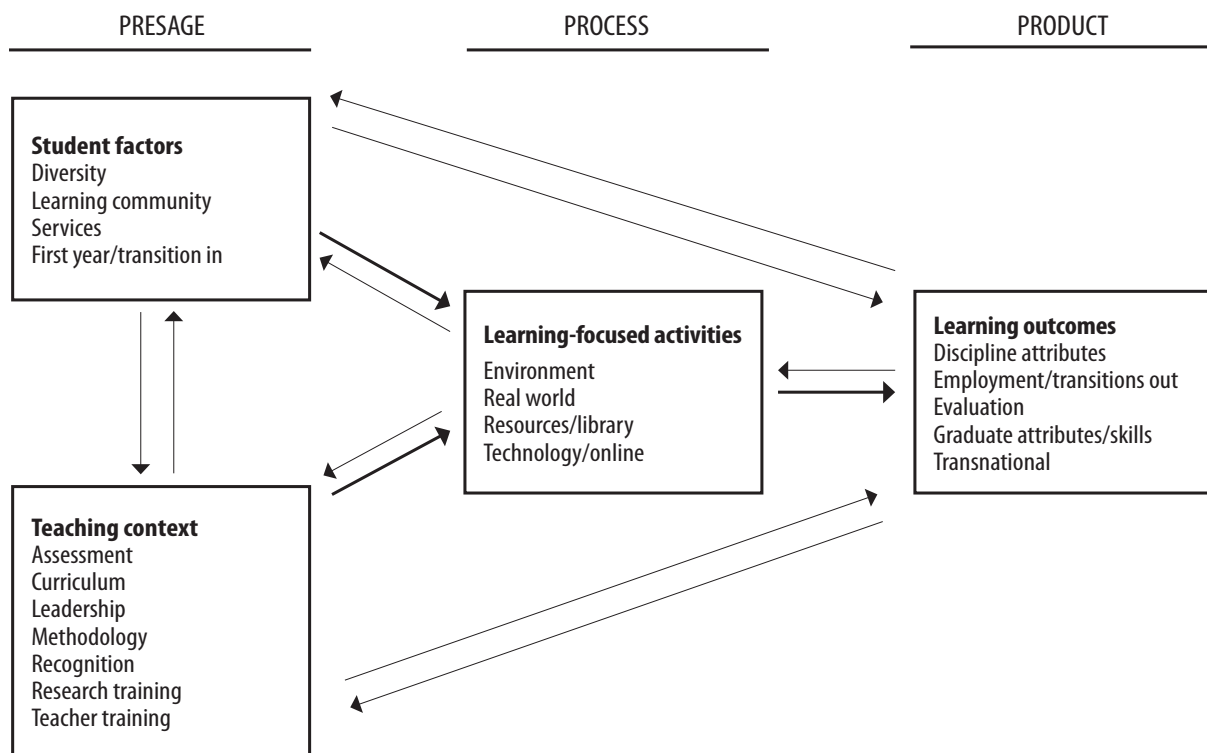 PRESAGE
PROCESS
PRODUCT
Student factors
Diversity
Learning community
Services
First year/transition in
Learning-focused activities
Environment
Real world
Resources/library
Technology/online
Learning outcomes
Discipline attributes
Employment/transitions out
Evaluation
Graduate attributes/skills
Transnational
Teaching context
Assessment
Curriculum
Leadership
Methodology
Recognition
Research training
Teacher training